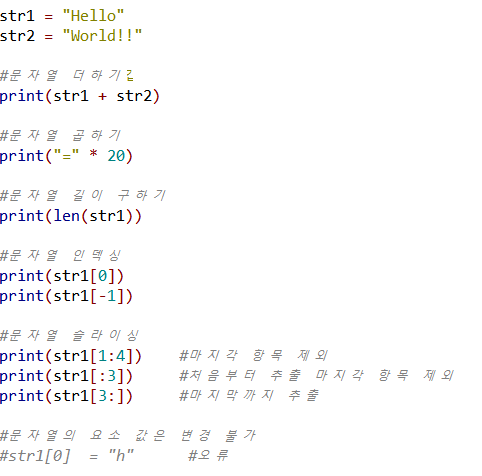 str1 = "Hello"
str2 = "World!!"
#문자열 더하기
print(str1 + str2)
#문자열 곱하기
print("=" * 20)
#문자열 길이 구하기
print(len(str1))
#문자열 인덱싱
print(str1[0])
print(str1[-1])
#문자열 슬라이싱
print(str1[1:4]) #마지각 항목 제외
print(str1[:3]) #처음부터 추출 마지각 항목 제외
print(str1[3:]) #마지막까지 추출
#문자열의 요소 값은 변경 불가
#str1[0] = "h" #오류